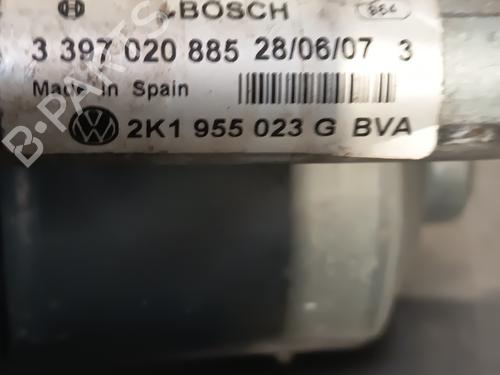 BOSCH
3 397 020 885 28/06/07 3
Made in Spain
2K1 955 023 G BVA
B-PARTS